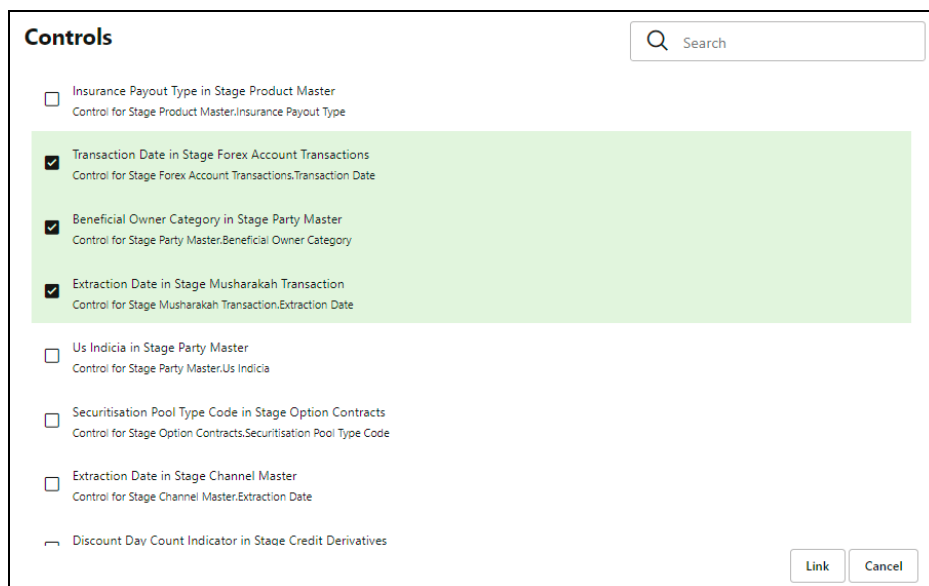 Controls
Search
Insurance Payout Type in Stage Product Master
Control for Stage Product Master.Insurance Payout Type
Transaction Date in Stage Forex Account Transactions
Control for Stage Forex Account Transactions.Transaction Date
Beneficial Owner Category in Stage Party Master
Control for Stage Party Master.Beneficial Owner Category
Extraction Date in Stage Musharakah Transaction
Control for Stage Musharakah Transaction.Extraction Date
Us Indicia in Stage Party Master
Control for Stage Party Master.Us Indicia
Securitisation Pool Type Code in Stage Option Contracts
Control for Stage Option Contracts.Securitisation Pool Type Code
Extraction Date in Stage Channel Master
Control for Stage Channel Master.Extraction Date
Discount Day Count Indicator in Stage Credit Derivatives
Link Cancel